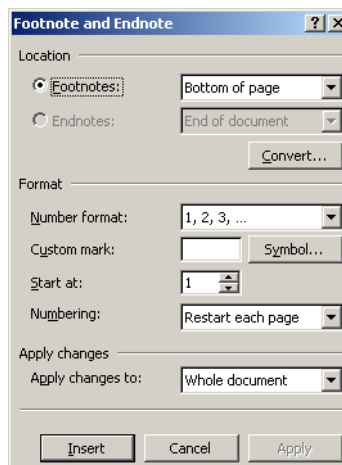 Footnote and Endnote
Location
Footnotes: Bottom of page
Endnotes: End of document
Convert...
Format
Number format: 1, 2, 3, ...
Custom mark: Symbol...
Start at: 1
Numbering: Restart each page
Apply changes
Apply changes to: Whole document
Insert Cancel Apply